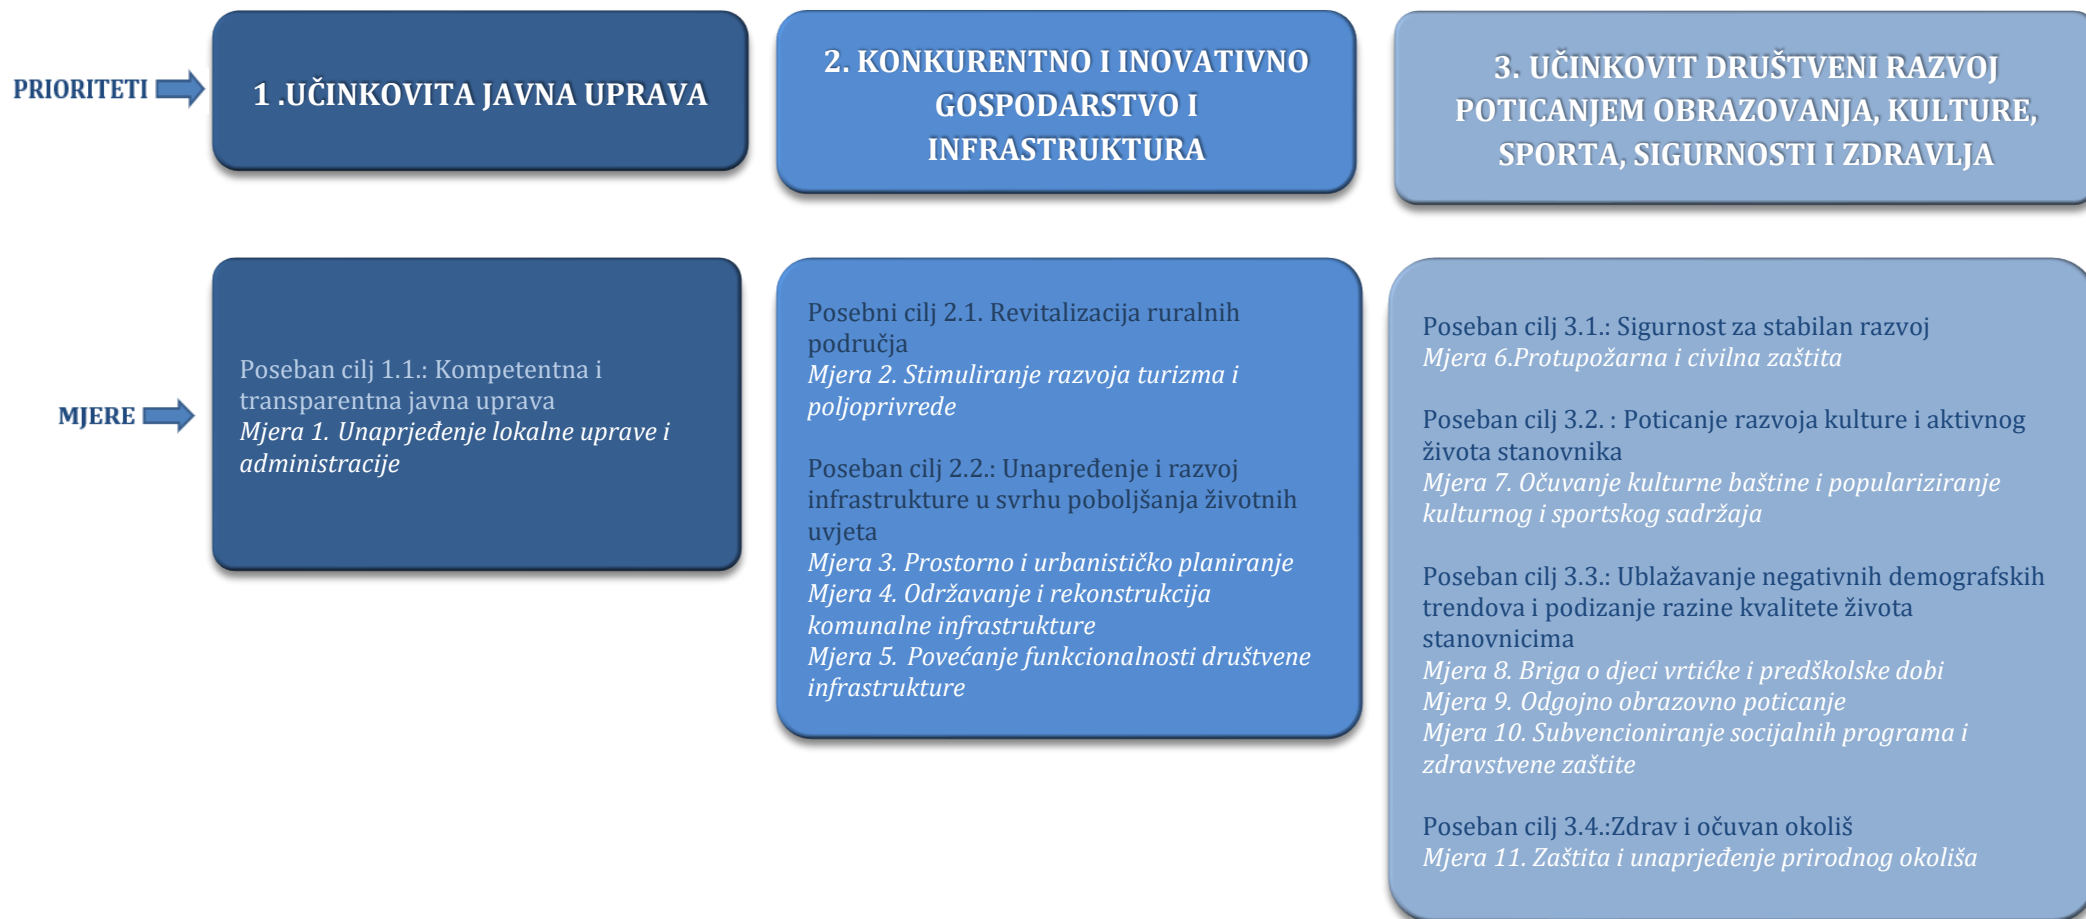 PRIORITETI
1 .UČINKOVITA JAVNA UPRAVA
2. KONKURENTNO I INOVATIVNO
GOSPODARSTVO I
INFRASTRUKTURA
3. UČINKOVIT DRUŠTVENI RAZVOJ
POTICANJEM OBRAZOVANJA, KULTURE,
SPORTA, SIGURNOSTI I ZDRAVLJA
MJERE
Poseban cilj 1.1.: Kompetentna i
transparentna javna uprava
Mjera 1. Unaprjeđenje lokalne uprave i
administracije
Posebni cilj 2.1. Revitalizacija ruralnih
područja
Mjera 2. Stimuliranje razvoja turizma i
poljoprivrede
Poseban cilj 2.2.: Unapređenje i razvoj
infrastrukture u svrhu poboljšanja životnih
uvjeta
Mjera 3. Prostorno i urbanističko planiranje
Mjera 4. Održavanje i rekonstrukcija
komunalne infrastrukture
Mjera 5. Povećanje funkcionalnosti društvene
infrastrukture
Poseban cilj 3.1.: Sigurnost za stabilan razvoj
Mjera 6.Protupožarna i civilna zaštita
Poseban cilj 3.2. : Poticanje razvoja kulture i aktivnog
života stanovnika
Mjera 7. Očuvanje kulturne baštine i populariziranje
kulturnog i sportskog sadržaja
Poseban cilj 3.3.: Ublažavanje negativnih demografskih
trendova i podizanje razine kvalitete života
stanovnicima
Mjera 8. Briga o djeci vrtićke i predškolske dobi
Mjera 9. Odgojno obrazovno poticanje
Mjera 10. Subvencioniranje socijalnih programa i
zdravstvene zaštite
Poseban cilj 3.4.:Zdrav i očuvan okoliš
Mjera 11. Zaštita i unaprjeđenje prirodnog okoliša